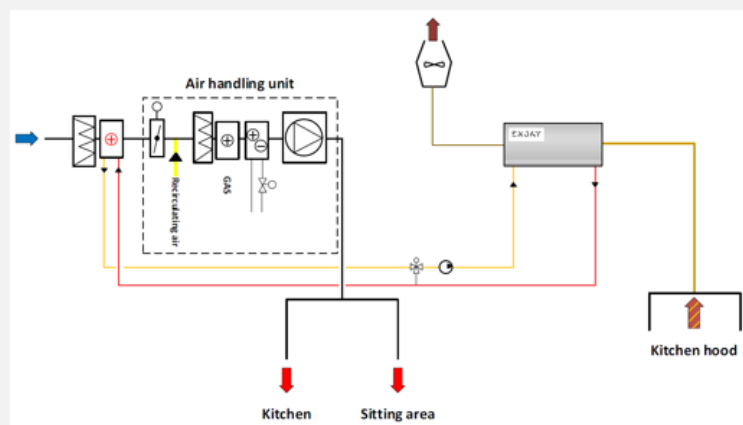 Air handling unit
EXJAY
Recirculating air
GAS
Kitchen hood
Kitchen
Sitting area